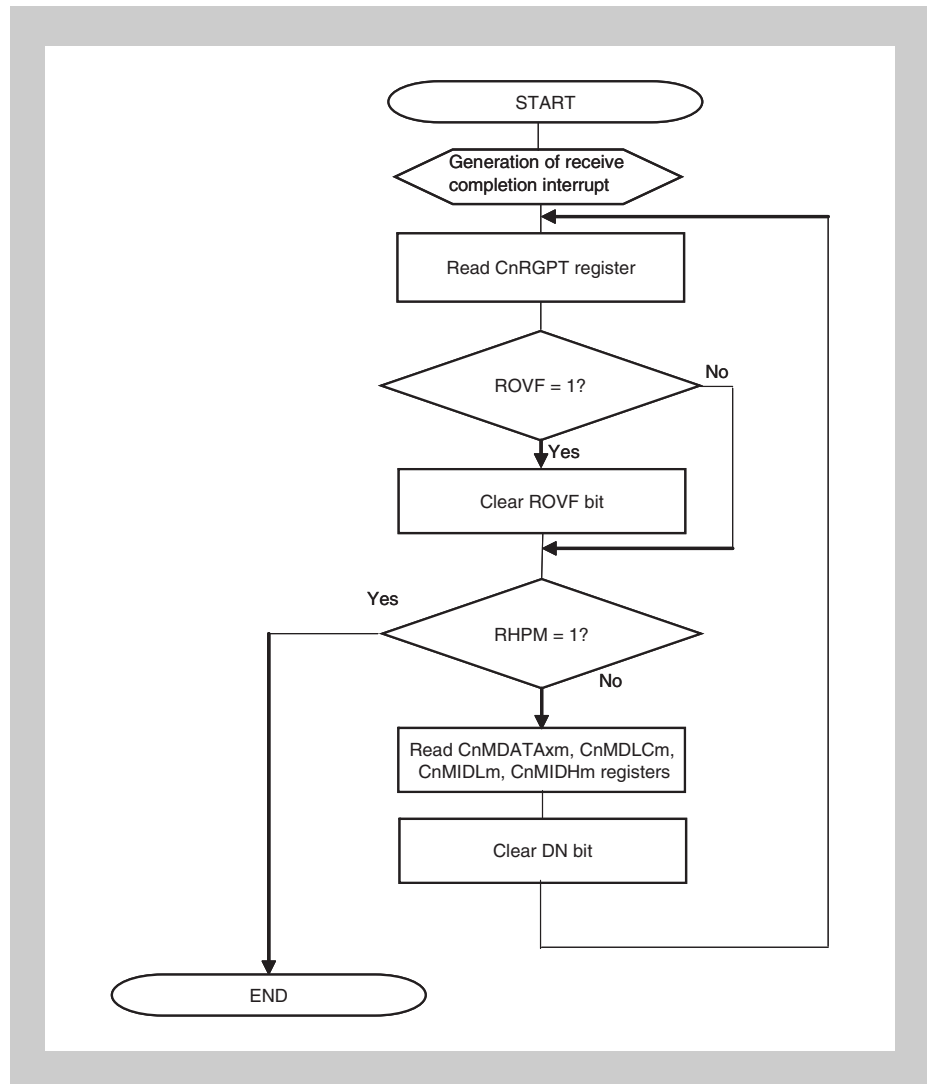 START
Generation of receive
completion interrupt
Read CnRGPT register
ROVF = 1?
No
Yes
Clear ROVF bit
Yes
RHPM = 1?
No
Read CnMDATAxm, CnMDLCm,
CnMIDLm, CnMIDHm registers
Clear DN bit
END